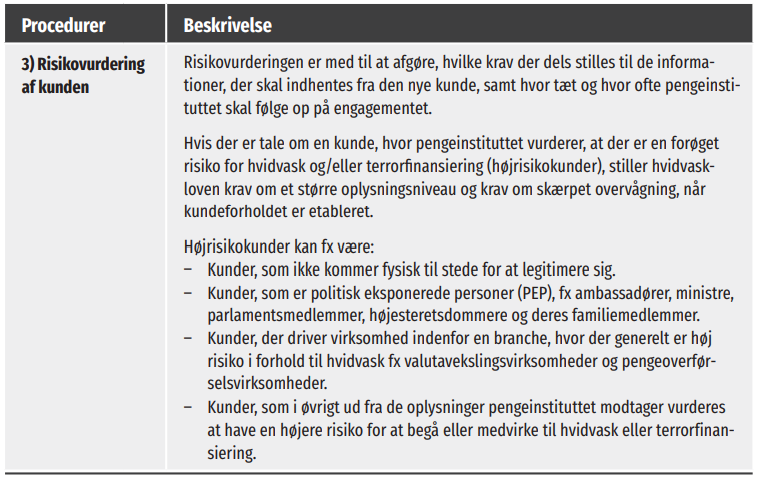 Procedurer Beskrivelse
3) Risikovurdering
af kunden
Risikovurderingen er med til at afgøre, hvilke krav der dels stilles til de informa-
tioner, der skal indhentes fra den nye kunde, samt hvor tæt og hvor ofte pengeinsti-
tuttet skal følge op på engagementet.
Hvis der er tale om en kunde, hvor pengeinstituttet vurderer, at der er en forøget
risiko for hvidvask og/eller terrorfinansiering (højrisikokunder), stiller hvidvask-
loven krav om et større oplysningsniveau og krav om skærpet overvågning, når
kundeforholdet er etableret.
Højrisikokunder kan fx være:
– Kunder, som ikke kommer fysisk til stede for at legitimere sig.
– Kunder, som er politisk eksponerede personer (PEP), fx ambassadører, ministre,
parlamentsmedlemmer, højesteretsdommere og deres familiemedlemmer.
– Kunder, der driver virksomhed indenfor en branche, hvor der generelt er høj
risiko i forhold til hvidvask fx valutavekslingsvirksomheder og pengeoverfør-
selsvirksomheder.
– Kunder, som i øvrigt ud fra de oplysninger pengeinstituttet modtager vurderes
at have en højere risiko for at begå eller medvirke til hvidvask eller terrorfinan-
siering.